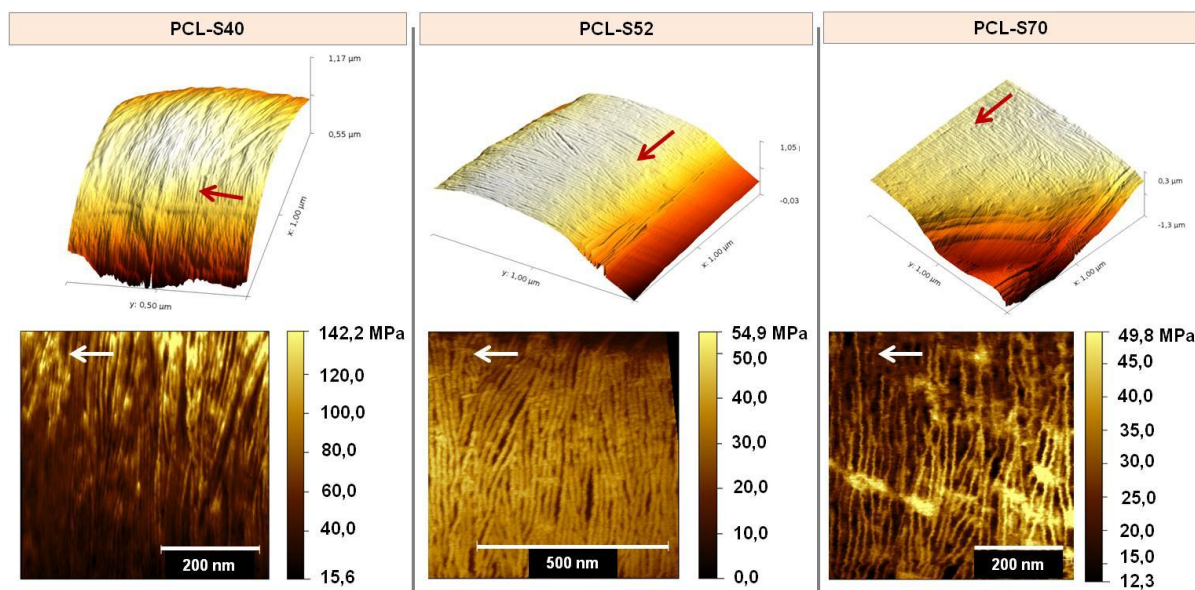 PCL-S40
PCL-S52
PCL-S70
1,17 µm
0,55 µm
x: 1,00 µm
y: 0,50 µm
1,05
-0,03
x: 1,00 µm
y: 1,00 µm
0,3 µm
-1,3 µm
x: 1,00 µm
y: 1,00 µm
142,2 MPa
120,0
100,0
80,0
60,0
40,0
15,6
200 nm
54,9 MPa
50,0
40,0
30,0
20,0
10,0
0,0
500 nm
49,8 MPa
45,0
40,0
35,0
30,0
25,0
20,0
15,0
12,3
200 nm